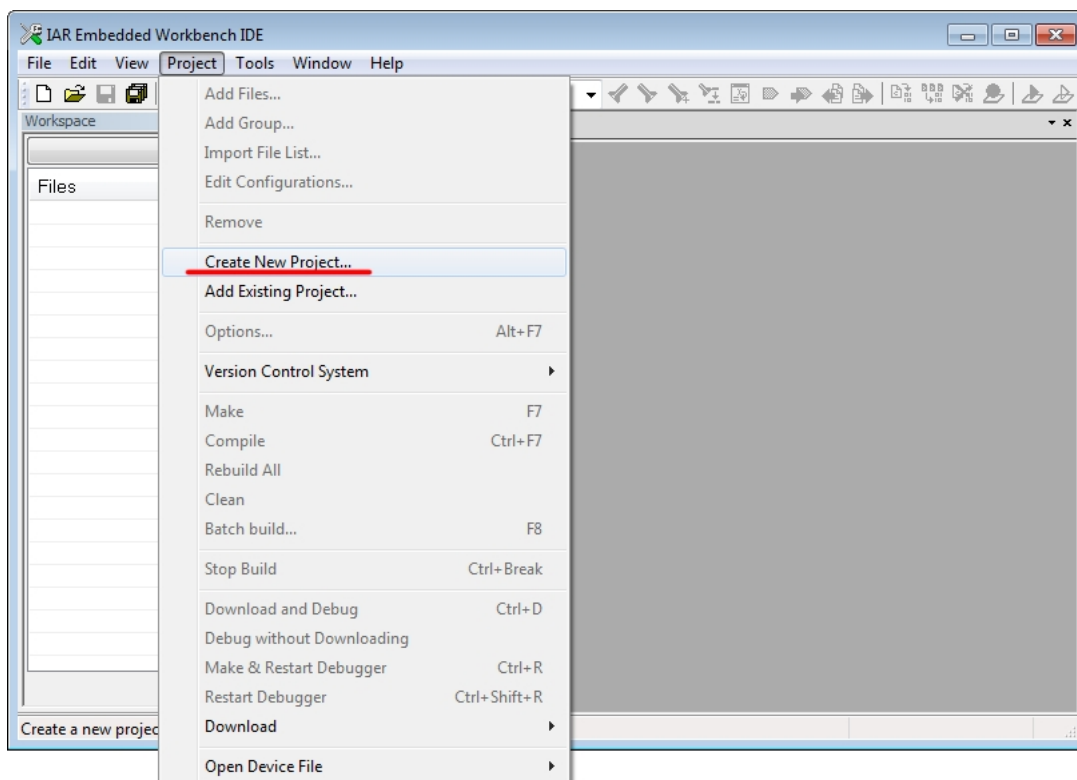 IAR Embedded Workbench IDE
File Edit View Project Tools Window Help
Workspace
Files
Add Files...
Add Group...
Import File List...
Edit Configurations...
Remove
Create New Project...
Add Existing Project...
Options... Alt+F7
Version Control System
Make F7
Compile Ctrl+F7
Rebuild All
Clean
Batch build... F8
Stop Build Ctrl+Break
Download and Debug Ctrl+D
Debug without Downloading
Make & Restart Debugger Ctrl+R
Restart Debugger Ctrl+Shift+R
Download
Open Device File
Create a new projec